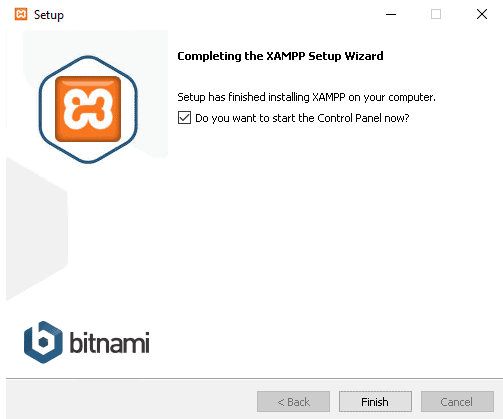 Setup
Completing the XAMPP Setup Wizard
Setup has finished installing XAMPP on your computer.
Do you want to start the Control Panel now?
bitnami
< Back
Finish
Cancel